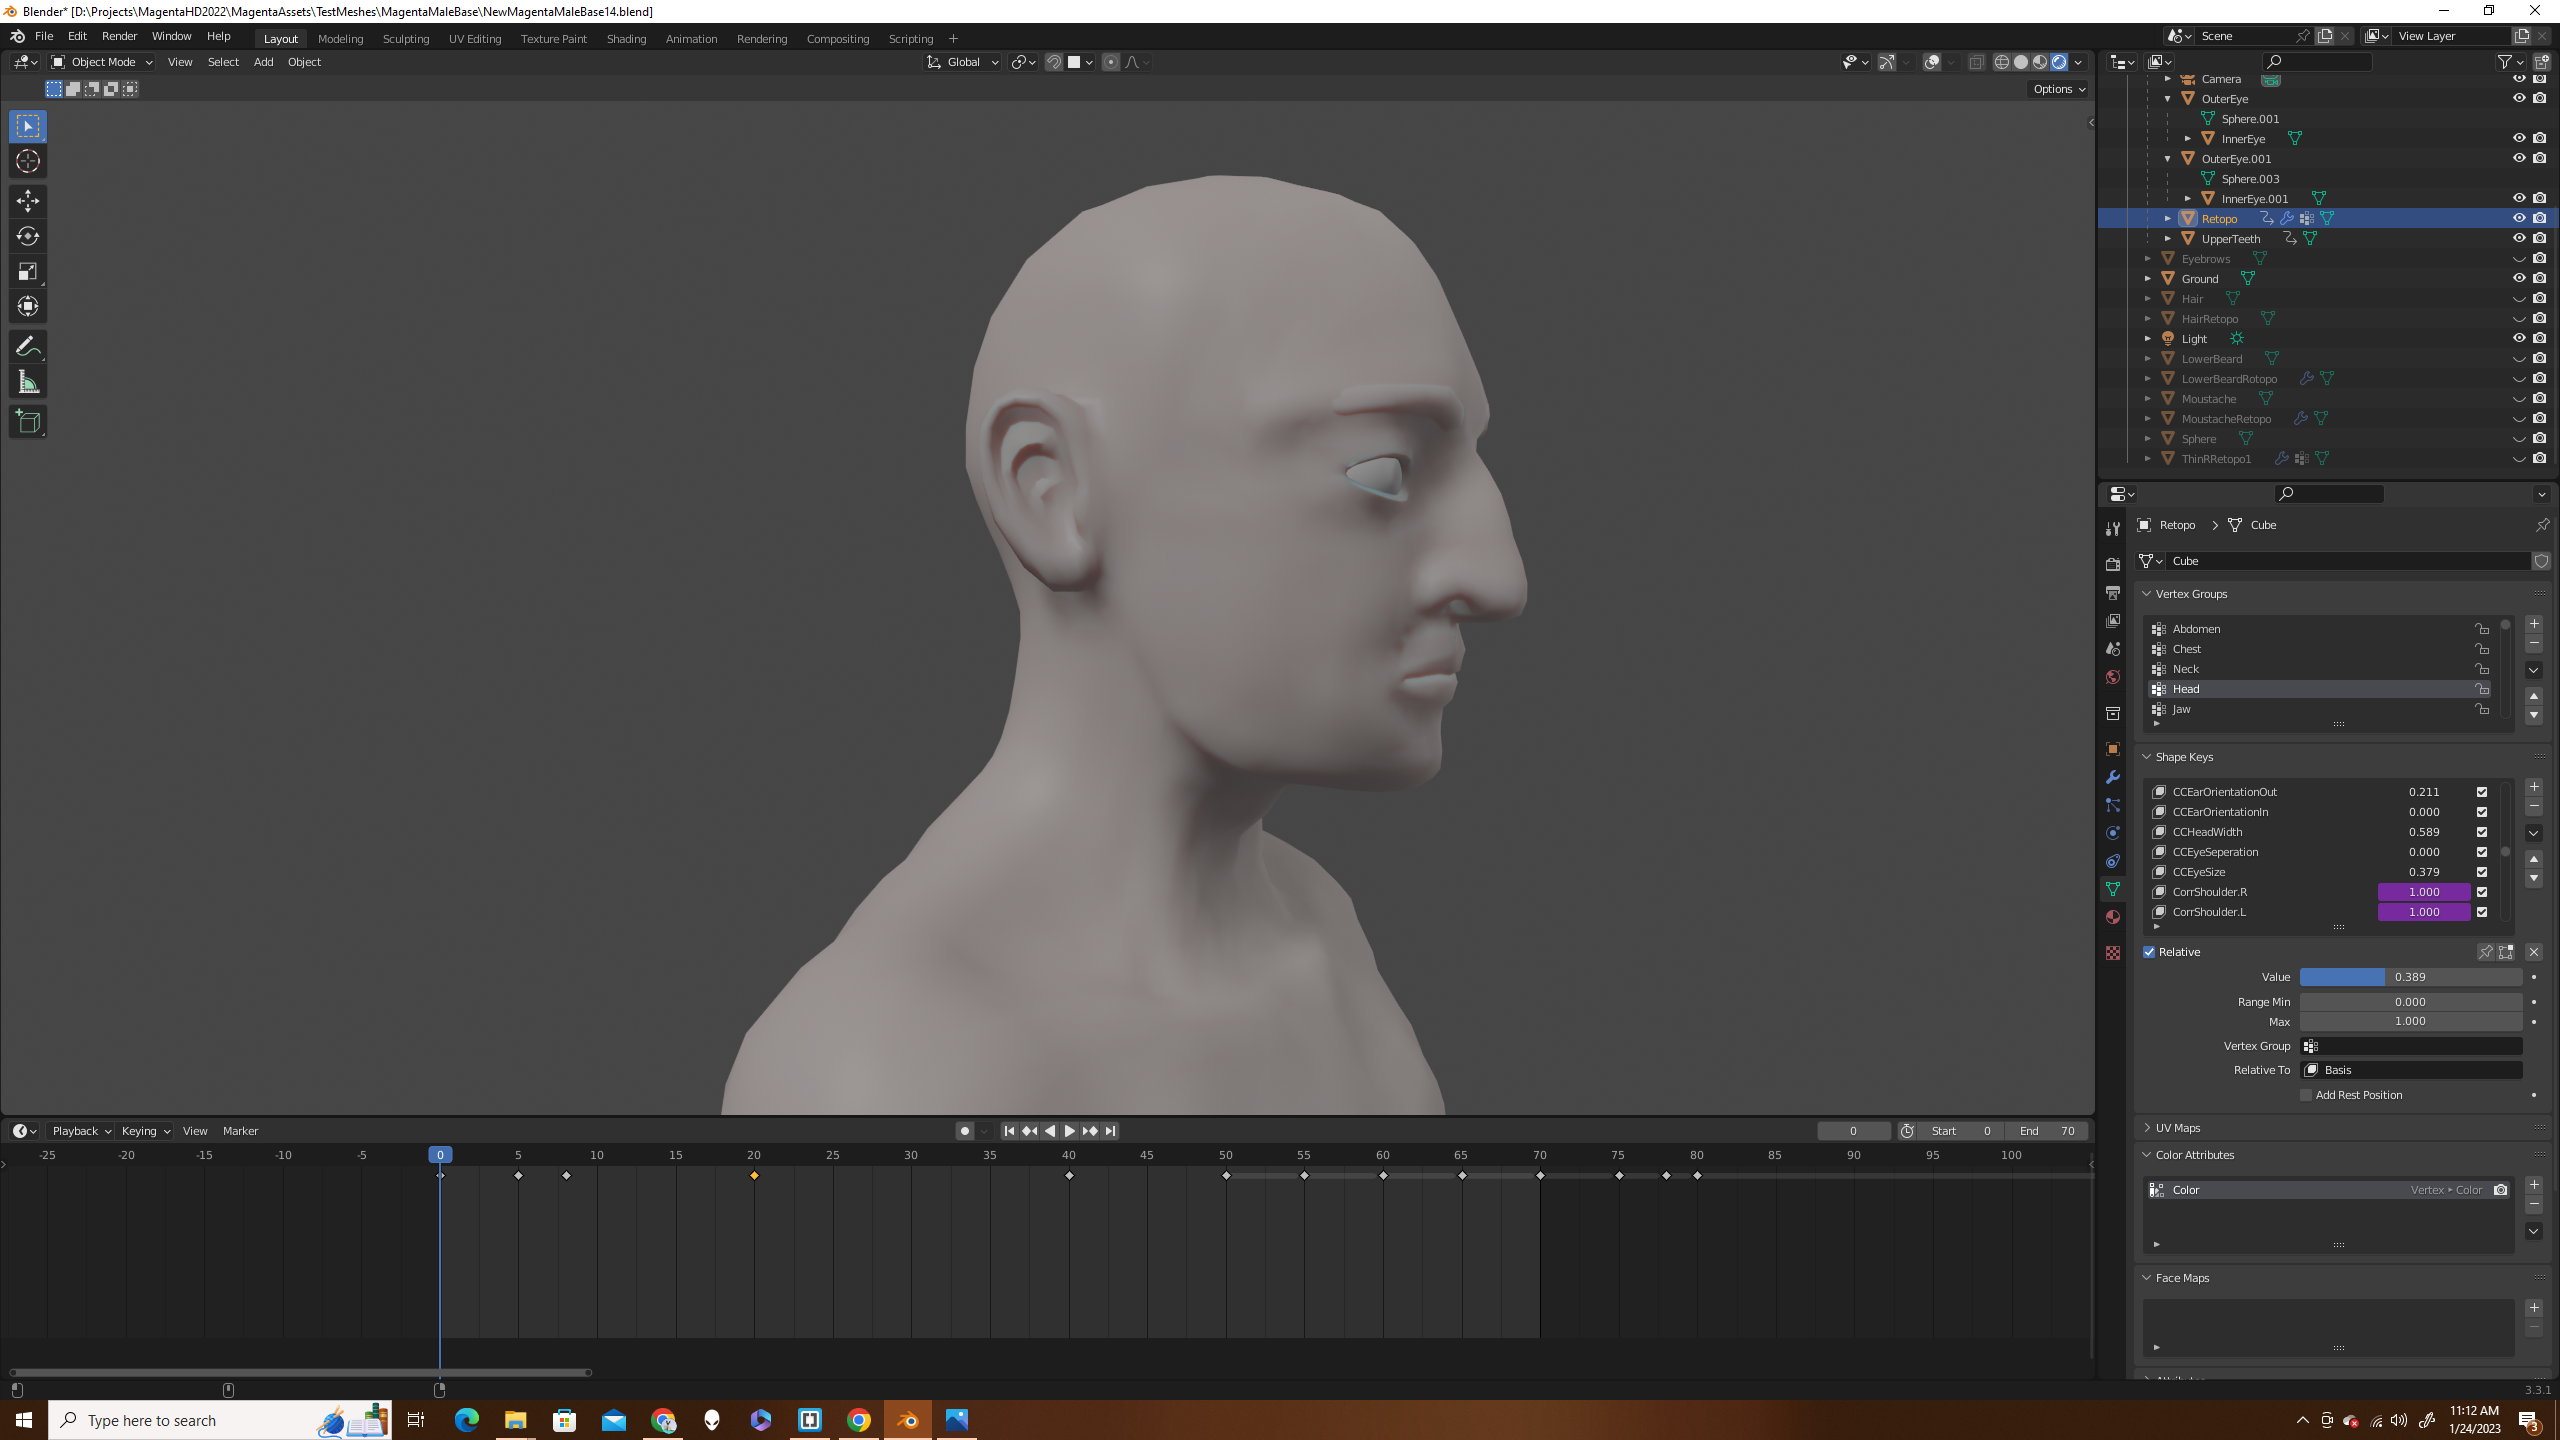 Blender* [D:\Projects\MagentaHD2022\MagentaAssets\TestMeshes\MagentaMaleBase\NewMagentaMaleBase14.blend]
File Edit Render Window Help Layout Modeling Sculpting UV Editing Texture Paint Shading Animation Rendering Compositing Scripting + Scene View Layer
Object Mode View Select Add Object Global
Options
Camera
OuterEye
Sphere.001
InnerEye
OuterEye.001
Sphere.003
InnerEye.001
Retopo
UpperTeeth
Eyebrows
Ground
Hair
HairRetopo
Light
LowerBeard
LowerBeardRotopo
Moustache
MoustacheRetopo
Sphere
ThinRRetopo1
Retopo > Cube
Cube
Vertex Groups
Abdomen
Chest
Neck
Head
Jaw
Shape Keys
CCEarOrientationOut 0.211
CCEarOrientationIn 0.000
CCHeadWidth 0.589
CCEyeSeperation 0.000
CCEyeSize 0.379
CorrShoulder.R 1.000
CorrShoulder.L 1.000
Relative
Value 0.389
Range Min 0.000
Max 1.000
Vertex Group
Relative To Basis
Add Rest Position
UV Maps
Color Attributes
Color Vertex ▸ Color
Face Maps
Playback Keying View Marker 0 Start 0 End 70
-25 -20 -15 -10 -5 0 5 10 15 20 25 30 35 40 45 50 55 60 65 70 75 80 85 90 95 100
3.3.1
Type here to search
11:12 AM
1/24/2023
3